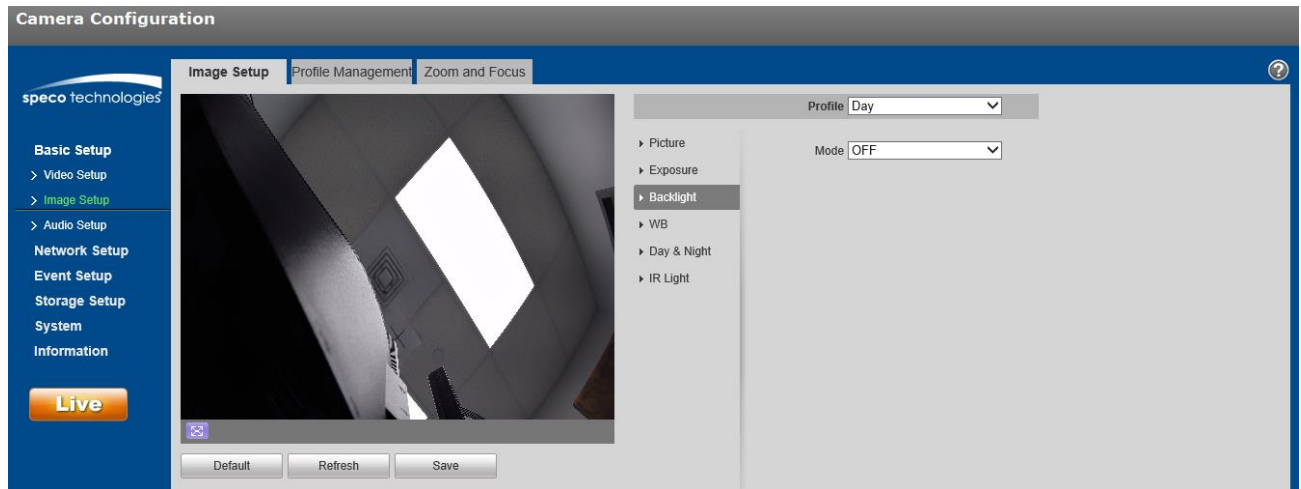 Camera Configuration
speco technologies
Basic Setup
> Video Setup
> Image Setup
> Audio Setup
Network Setup
Event Setup
Storage Setup
System
Information
Live
Image Setup Profile Management Zoom and Focus ?
Default Refresh Save
Profile Day
Picture
Exposure
Backlight
WB
Day & Night
IR Light
Mode OFF